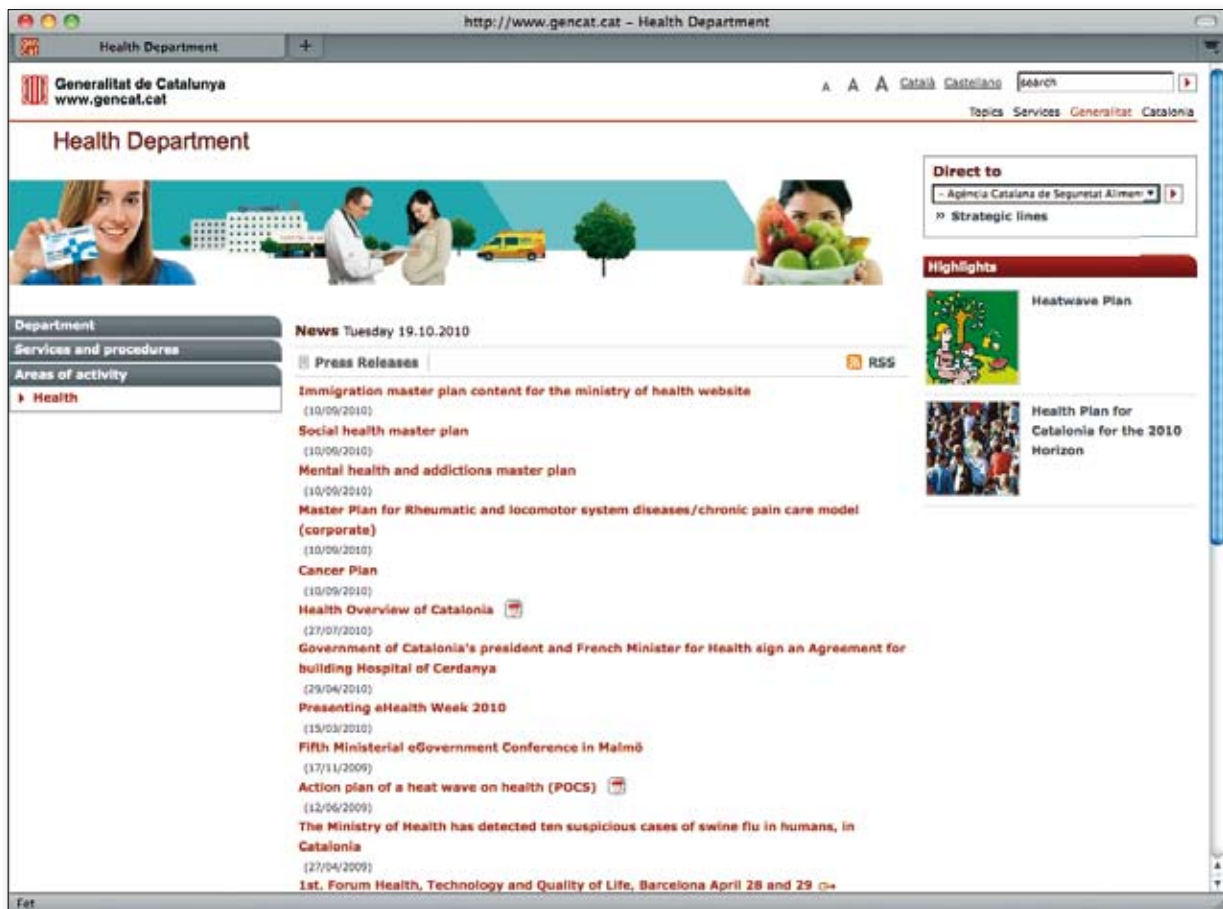 http://www.gencat.cat – Health Department
Health Department
+
Generalitat de Catalunya
www.gencat.cat
A A A Català Castellano search
Topics Services Generalitat Catalonia
Health Department
Direct to
- Agència Catalana de Seguretat Alimen
» Strategic lines
Highlights
Heatwave Plan
Health Plan for
Catalonia for the 2010
Horizon
Department
Services and procedures
Areas of activity
Health
News Tuesday 19.10.2010
Press Releases
RSS
Immigration master plan content for the ministry of health website
(10/09/2010)
Social health master plan
(10/09/2010)
Mental health and addictions master plan
(10/09/2010)
Master Plan for Rheumatic and locomotor system diseases/chronic pain care model
(corporate)
(10/09/2010)
Cancer Plan
(10/09/2010)
Health Overview of Catalonia
(27/07/2010)
Government of Catalonia's president and French Minister for Health sign an Agreement for
building Hospital of Cerdanya
(29/04/2010)
Presenting eHealth Week 2010
(15/03/2010)
Fifth Ministerial eGovernment Conference in Malmö
(17/11/2009)
Action plan of a heat wave on health (POCS)
(12/06/2009)
The Ministry of Health has detected ten suspicious cases of swine flu in humans, in
Catalonia
(27/04/2009)
1st. Forum Health, Technology and Quality of Life, Barcelona April 28 and 29
Fet